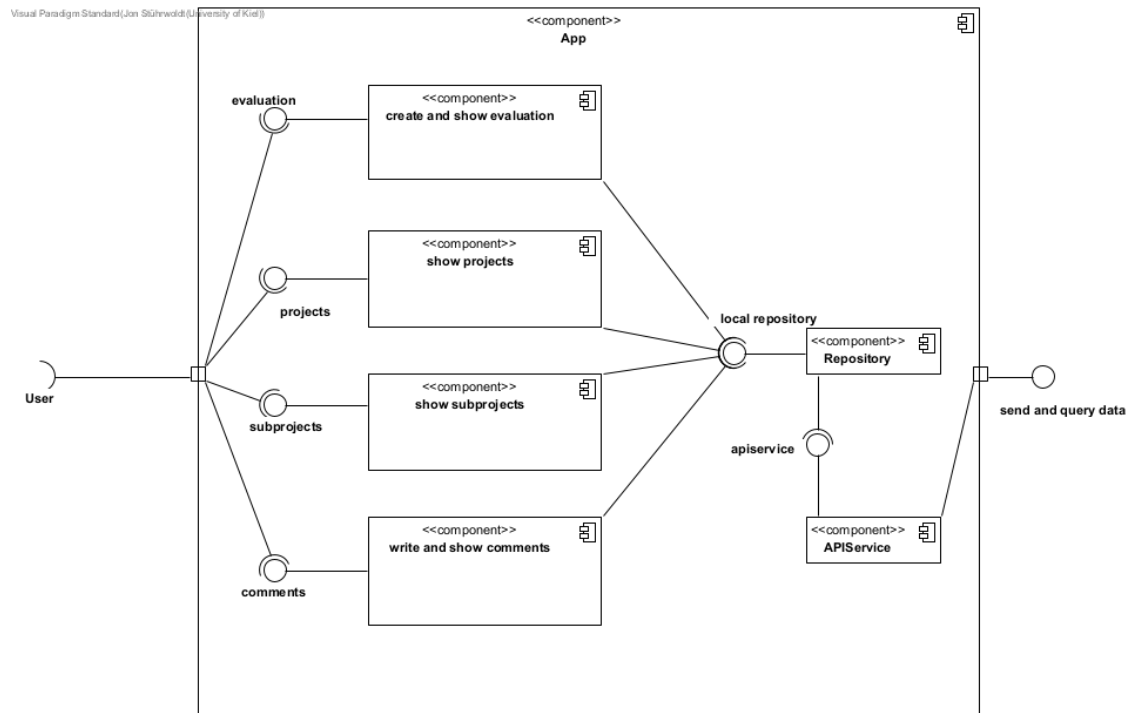 Visual Paradigm Standard(Jon Stührwoldt(University of Kiel))
<<component>>
App
evaluation
<<component>>
create and show evaluation
<<component>>
show projects
projects
local repository
<<component>>
Repository
<<component>>
show subprojects
User
subprojects
send and query data
apiservice
<<component>>
write and show comments
<<component>>
APIService
comments